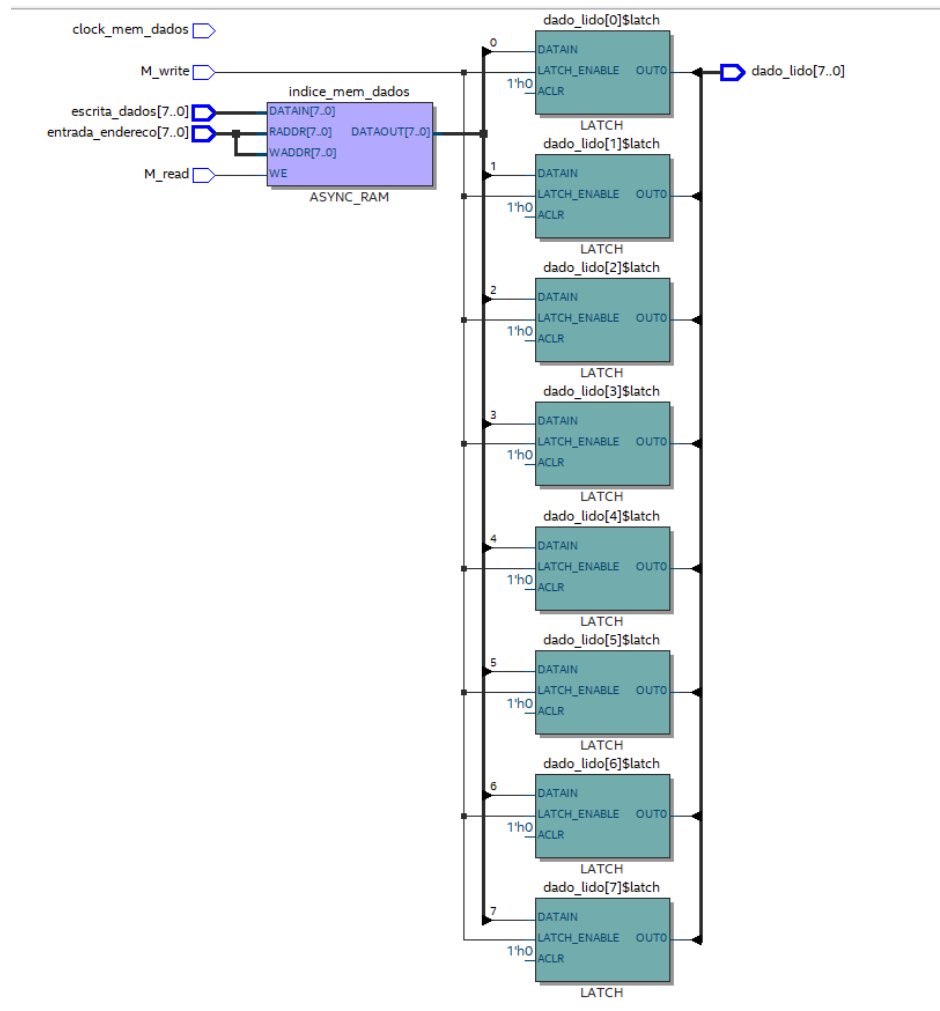 clock_mem_dados
M_write
escrita_dados[7..0]
entrada_endereco[7..0]
M_read
indice_mem_dados
DATAIN[7..0]
RADDR[7..0] DATAOUT[7..0]
WADDR[7..0]
WE
ASYNC_RAM
dado_lido[0]$latch
0
DATAIN
LATCH_ENABLE OUT0
1'h0
ACLR
LATCH
dado_lido[7..0]
dado_lido[1]$latch
1
DATAIN
LATCH_ENABLE OUT0
1'h0
ACLR
LATCH
dado_lido[2]$latch
2
DATAIN
LATCH_ENABLE OUT0
1'h0
ACLR
LATCH
dado_lido[3]$latch
3
DATAIN
LATCH_ENABLE OUT0
1'h0
ACLR
LATCH
dado_lido[4]$latch
4
DATAIN
LATCH_ENABLE OUT0
1'h0
ACLR
LATCH
dado_lido[5]$latch
5
DATAIN
LATCH_ENABLE OUT0
1'h0
ACLR
LATCH
dado_lido[6]$latch
6
DATAIN
LATCH_ENABLE OUT0
1'h0
ACLR
LATCH
dado_lido[7]$latch
7
DATAIN
LATCH_ENABLE OUT0
1'h0
ACLR
LATCH